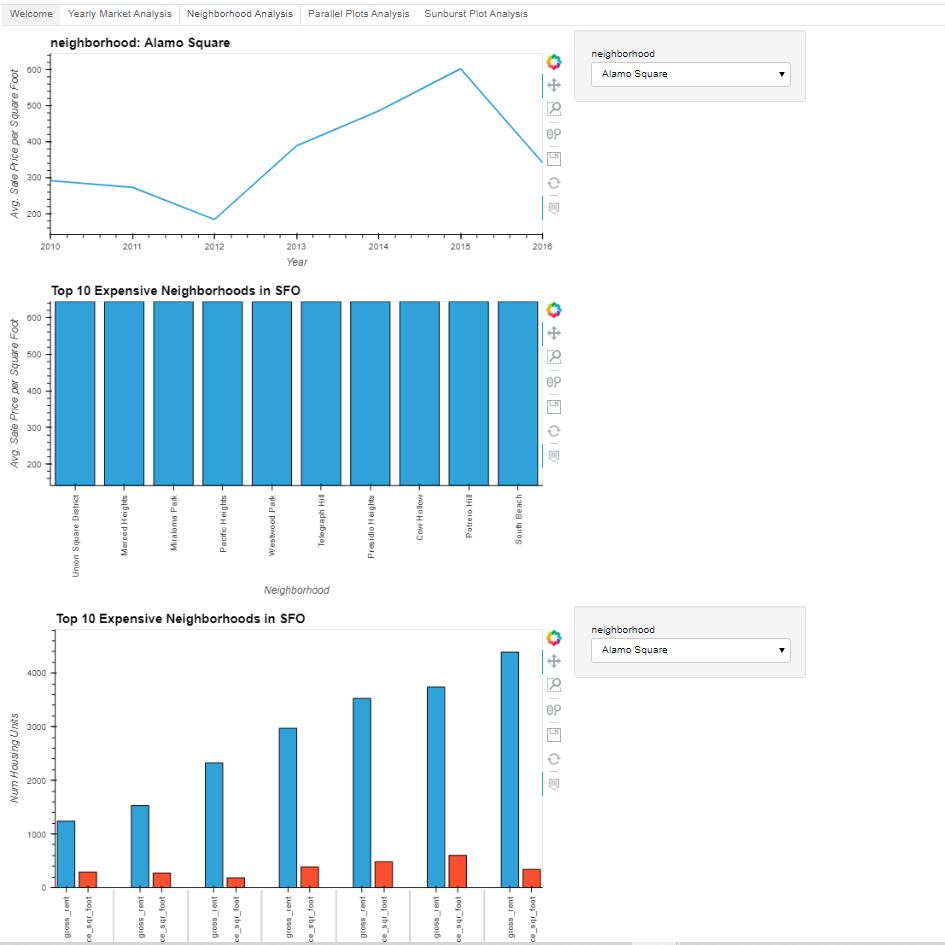 Welcome
Yearly Market Analysis
Neighborhood Analysis
Parallel Plots Analysis
Sunburst Plot Analysis
neighborhood: Alamo Square
Avg. Sale Price per Square Foot
600
500
400
300
200
2010
2011
2012
2013
2014
2015
2016
Year
neighborhood
Alamo Square
Top 10 Expensive Neighborhoods in SFO
Avg. Sale Price per Square Foot
600
500
400
300
200
Union Square District
Merced Heights
Miraloma Park
Pacific Heights
Westwood Park
Telegraph Hill
Presidio Heights
Cow Hollow
Potrero Hill
South Beach
Neighborhood
Top 10 Expensive Neighborhoods in SFO
Num Housing Units
4000
3000
2000
1000
0
gross_rent
ce_sqr_foot
gross_rent
ce_sqr_foot
gross_rent
ce_sqr_foot
gross_rent
ce_sqr_foot
gross_rent
ce_sqr_foot
gross_rent
ce_sqr_foot
gross_rent
ce_sqr_foot
neighborhood
Alamo Square